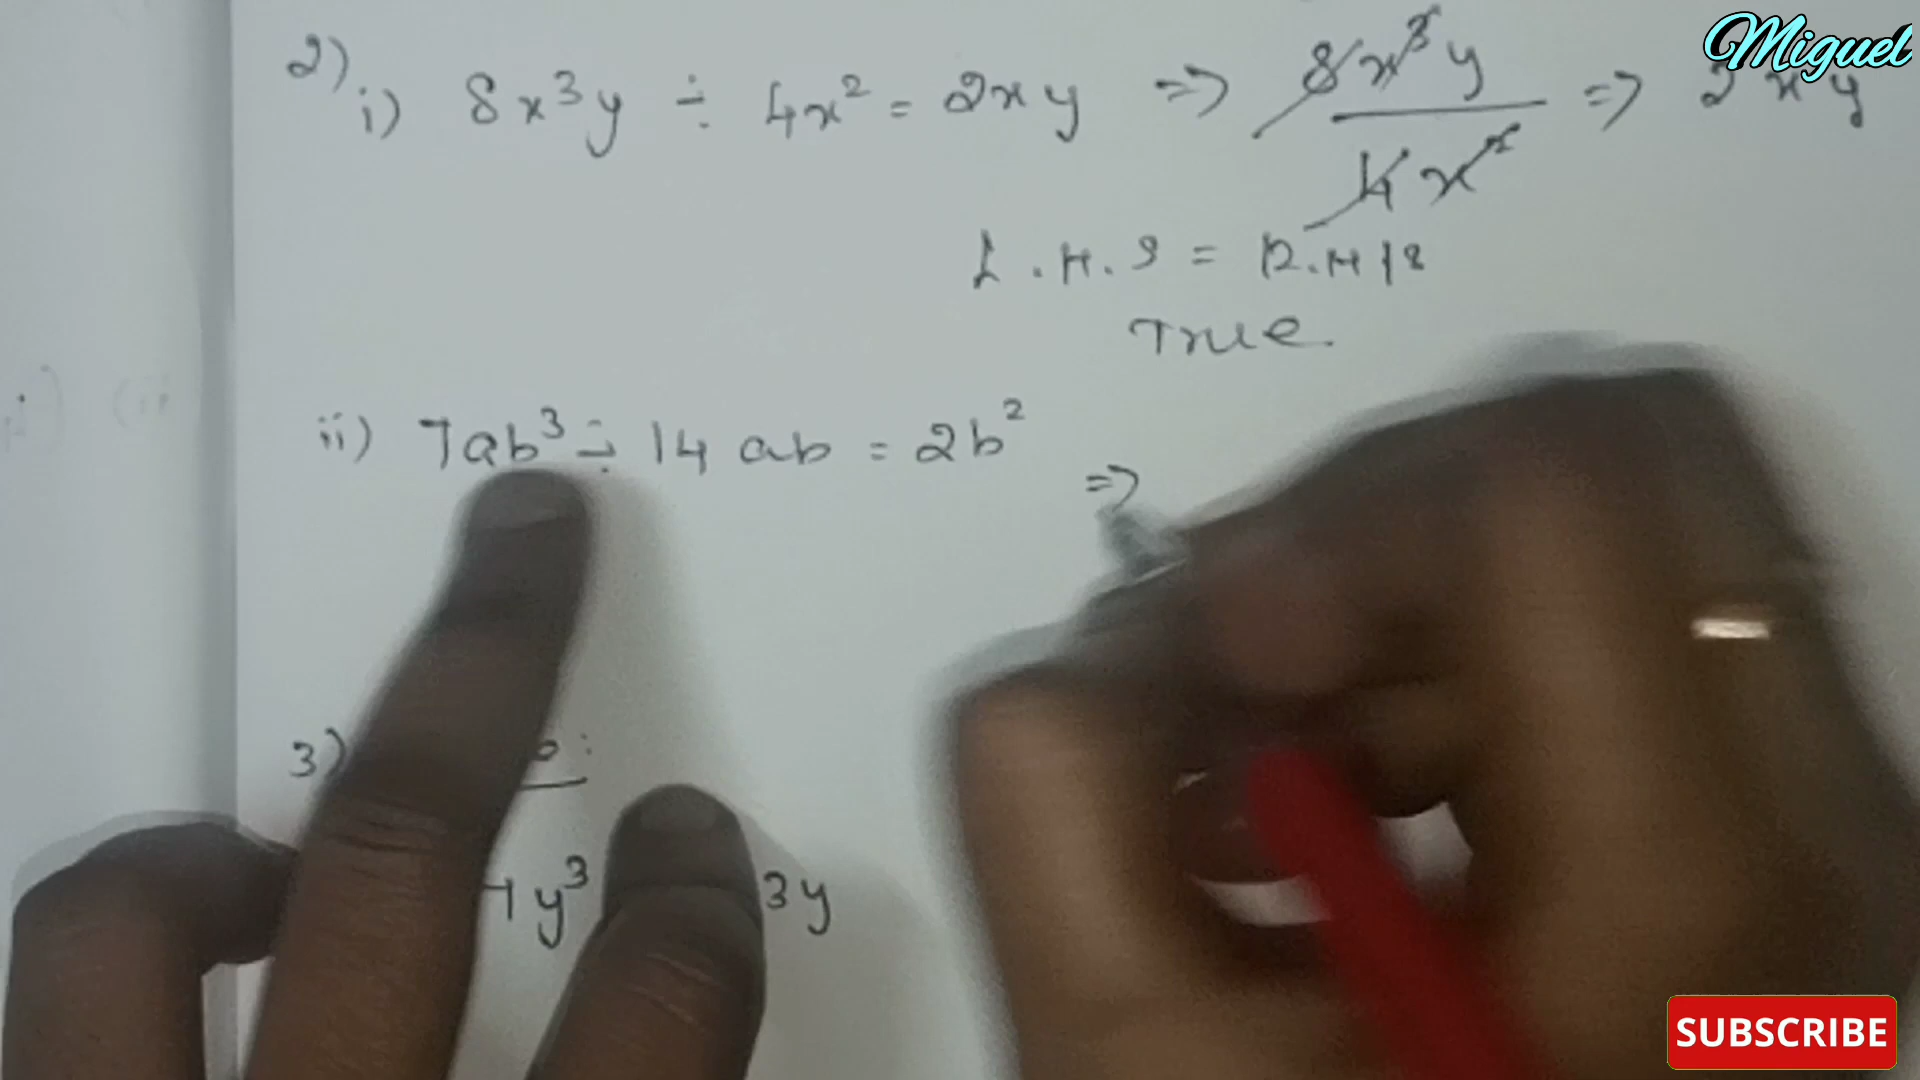 Miguel
2)
i) 8x³y ÷ 4x² = 2xy => 8x³y / 4x² => 2xy
L.H.S = R.H.S
True.
ii) 7ab³ ÷ 14ab = 2b² =>
3)
y³ 3y
SUBSCRIBE